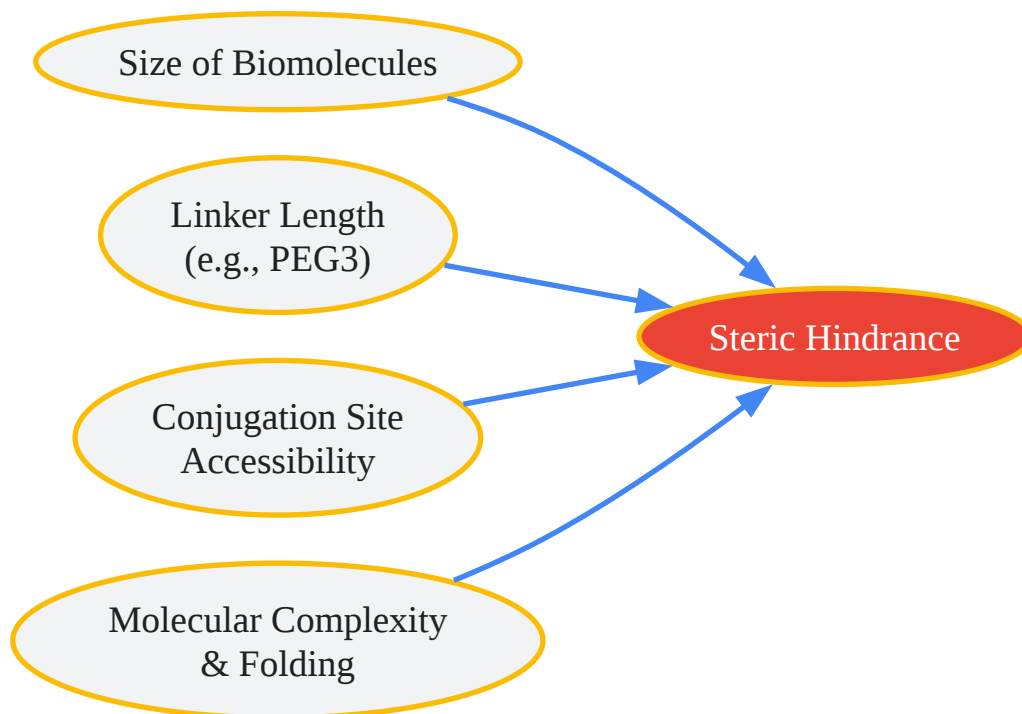 Size of Biomolecules
Linker Length
(e.g., PEG3)
Steric Hindrance
Conjugation Site
Accessibility
Molecular Complexity
& Folding